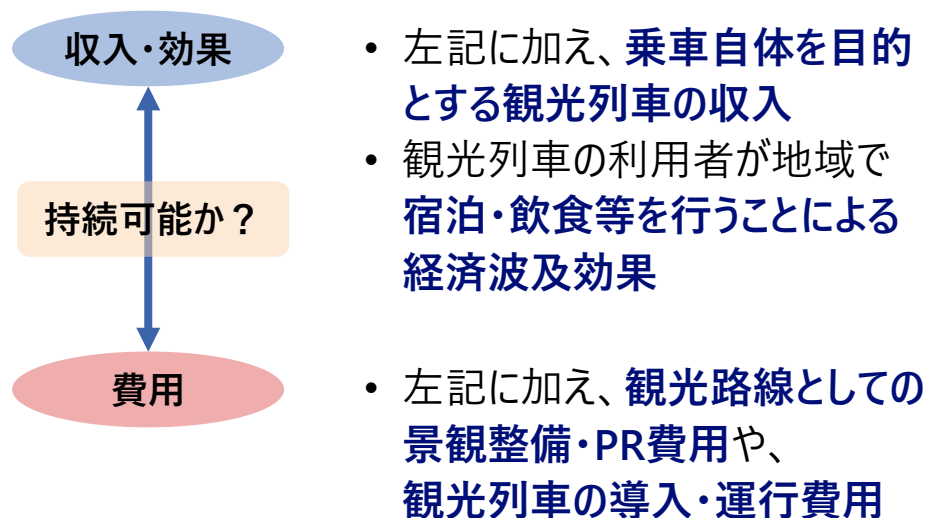 収入・効果
• 左記に加え、乗車自体を目的
とする観光列車の収入
• 観光列車の利用者が地域で
宿泊・飲食等を行うことによる
経済波及効果
持続可能か？
費用
• 左記に加え、観光路線としての
景観整備・PR費用や、
観光列車の導入・運行費用